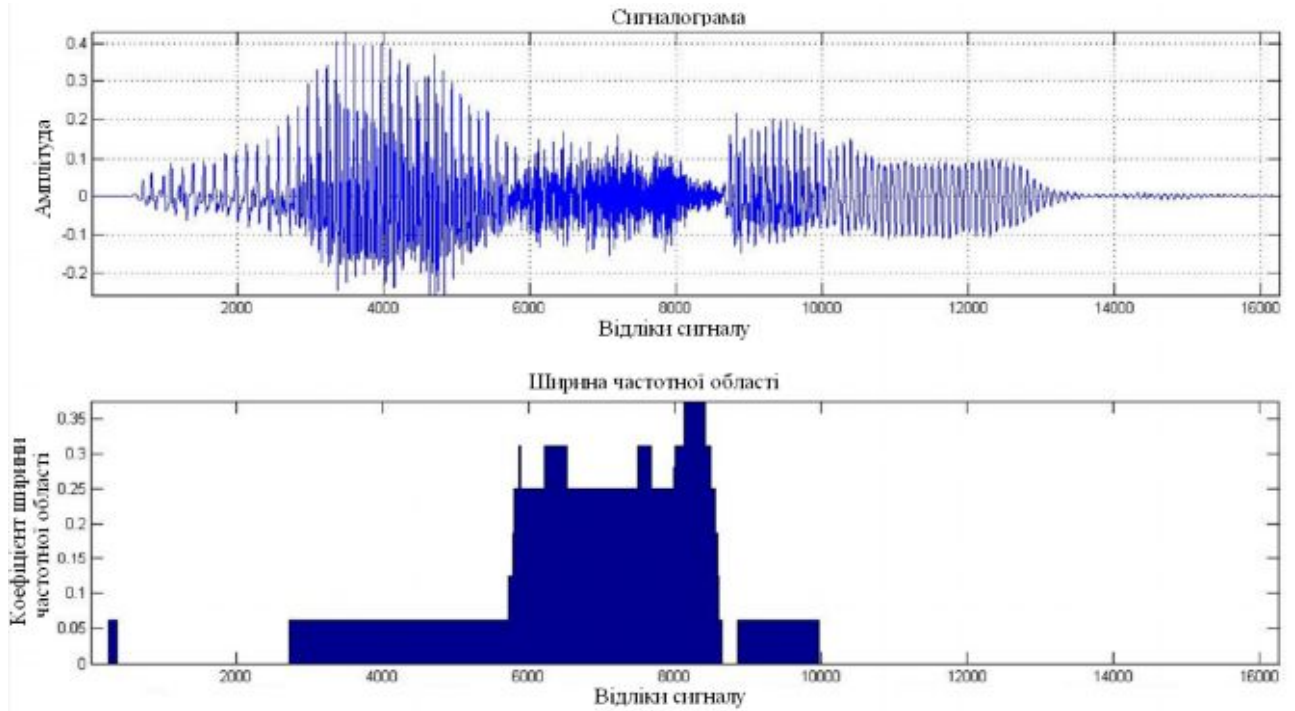 Сигналограма
0.4
0.3
0.2
0.1
0
-0.1
-0.2
Амплітуда
2000 4000 6000 8000 10000 12000 14000 16000
Відліки сигналу
Ширина частотної області
0.35
0.3
0.25
0.2
0.15
0.1
0.05
0
Коефіцієнт ширини
частотної області
2000 4000 6000 8000 10000 12000 14000 16000
Відліки сигналу